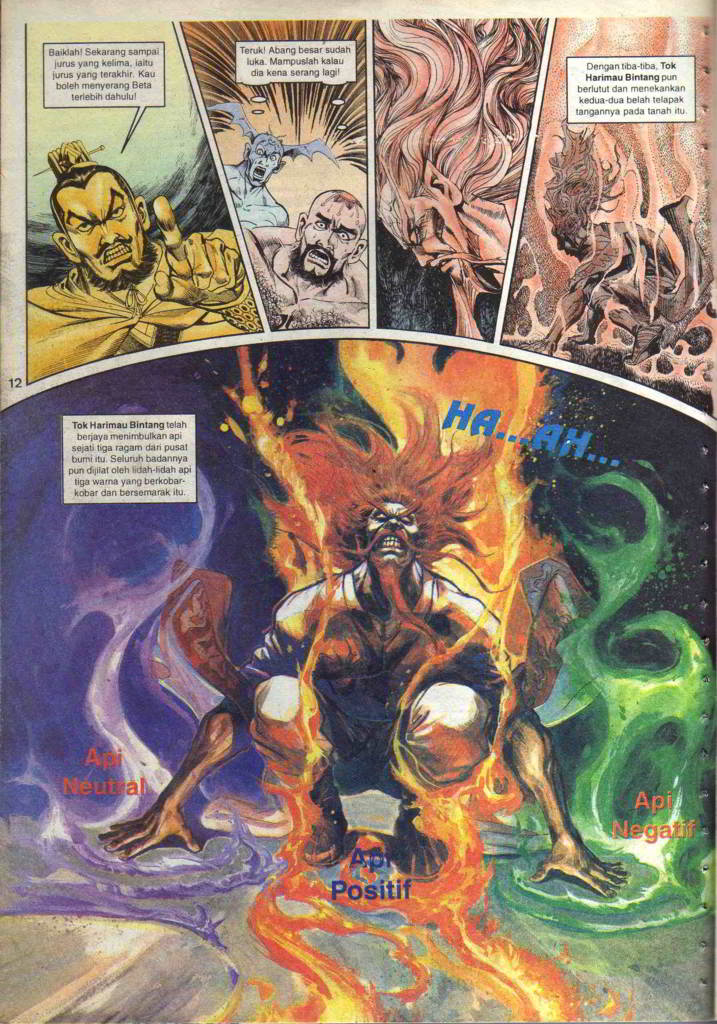 Baiklah! Sekarang sampai
jurus yang kelima, iaitu
jurus yang terakhir. Kau
boleh menyerang Beta
terlebih dahulu!
Teruk! Abang besar sudah
luka. Mampuslah kalau
dia kena serang lagi!
Dengan tiba-tiba, Tok
Harimau Bintang pun
berlutut dan menekankan
kedua-dua belah telapak
tangannya pada tanah itu.
12
Tok Harimau Bintang telah
berjaya menimbulkan api
sejati tiga ragam dari pusat
bumi itu. Seluruh badannya
pun dijilat oleh lidah-lidah api
tiga warna yang berkobar-
kobar dan bersemarak itu.
HA...AH...
Api
Neutral
Api
Positif
Api
Negatif